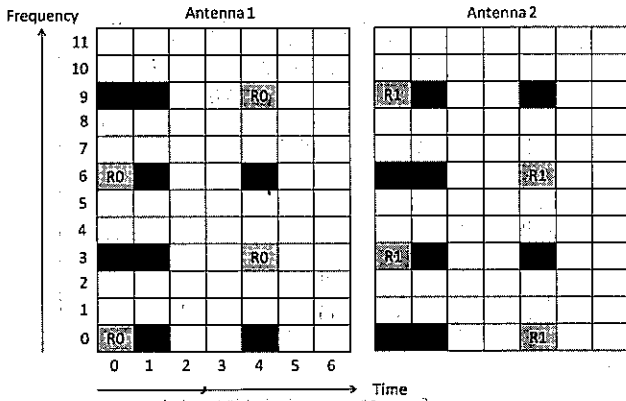 Frequency
Antenna 1
Antenna 2
11
10
9 R0 R1
8
7
6 R0 R1
5
4
3 R0 R1
2
1
0 R0 R1
0 1 2 3 4 5 6
Time